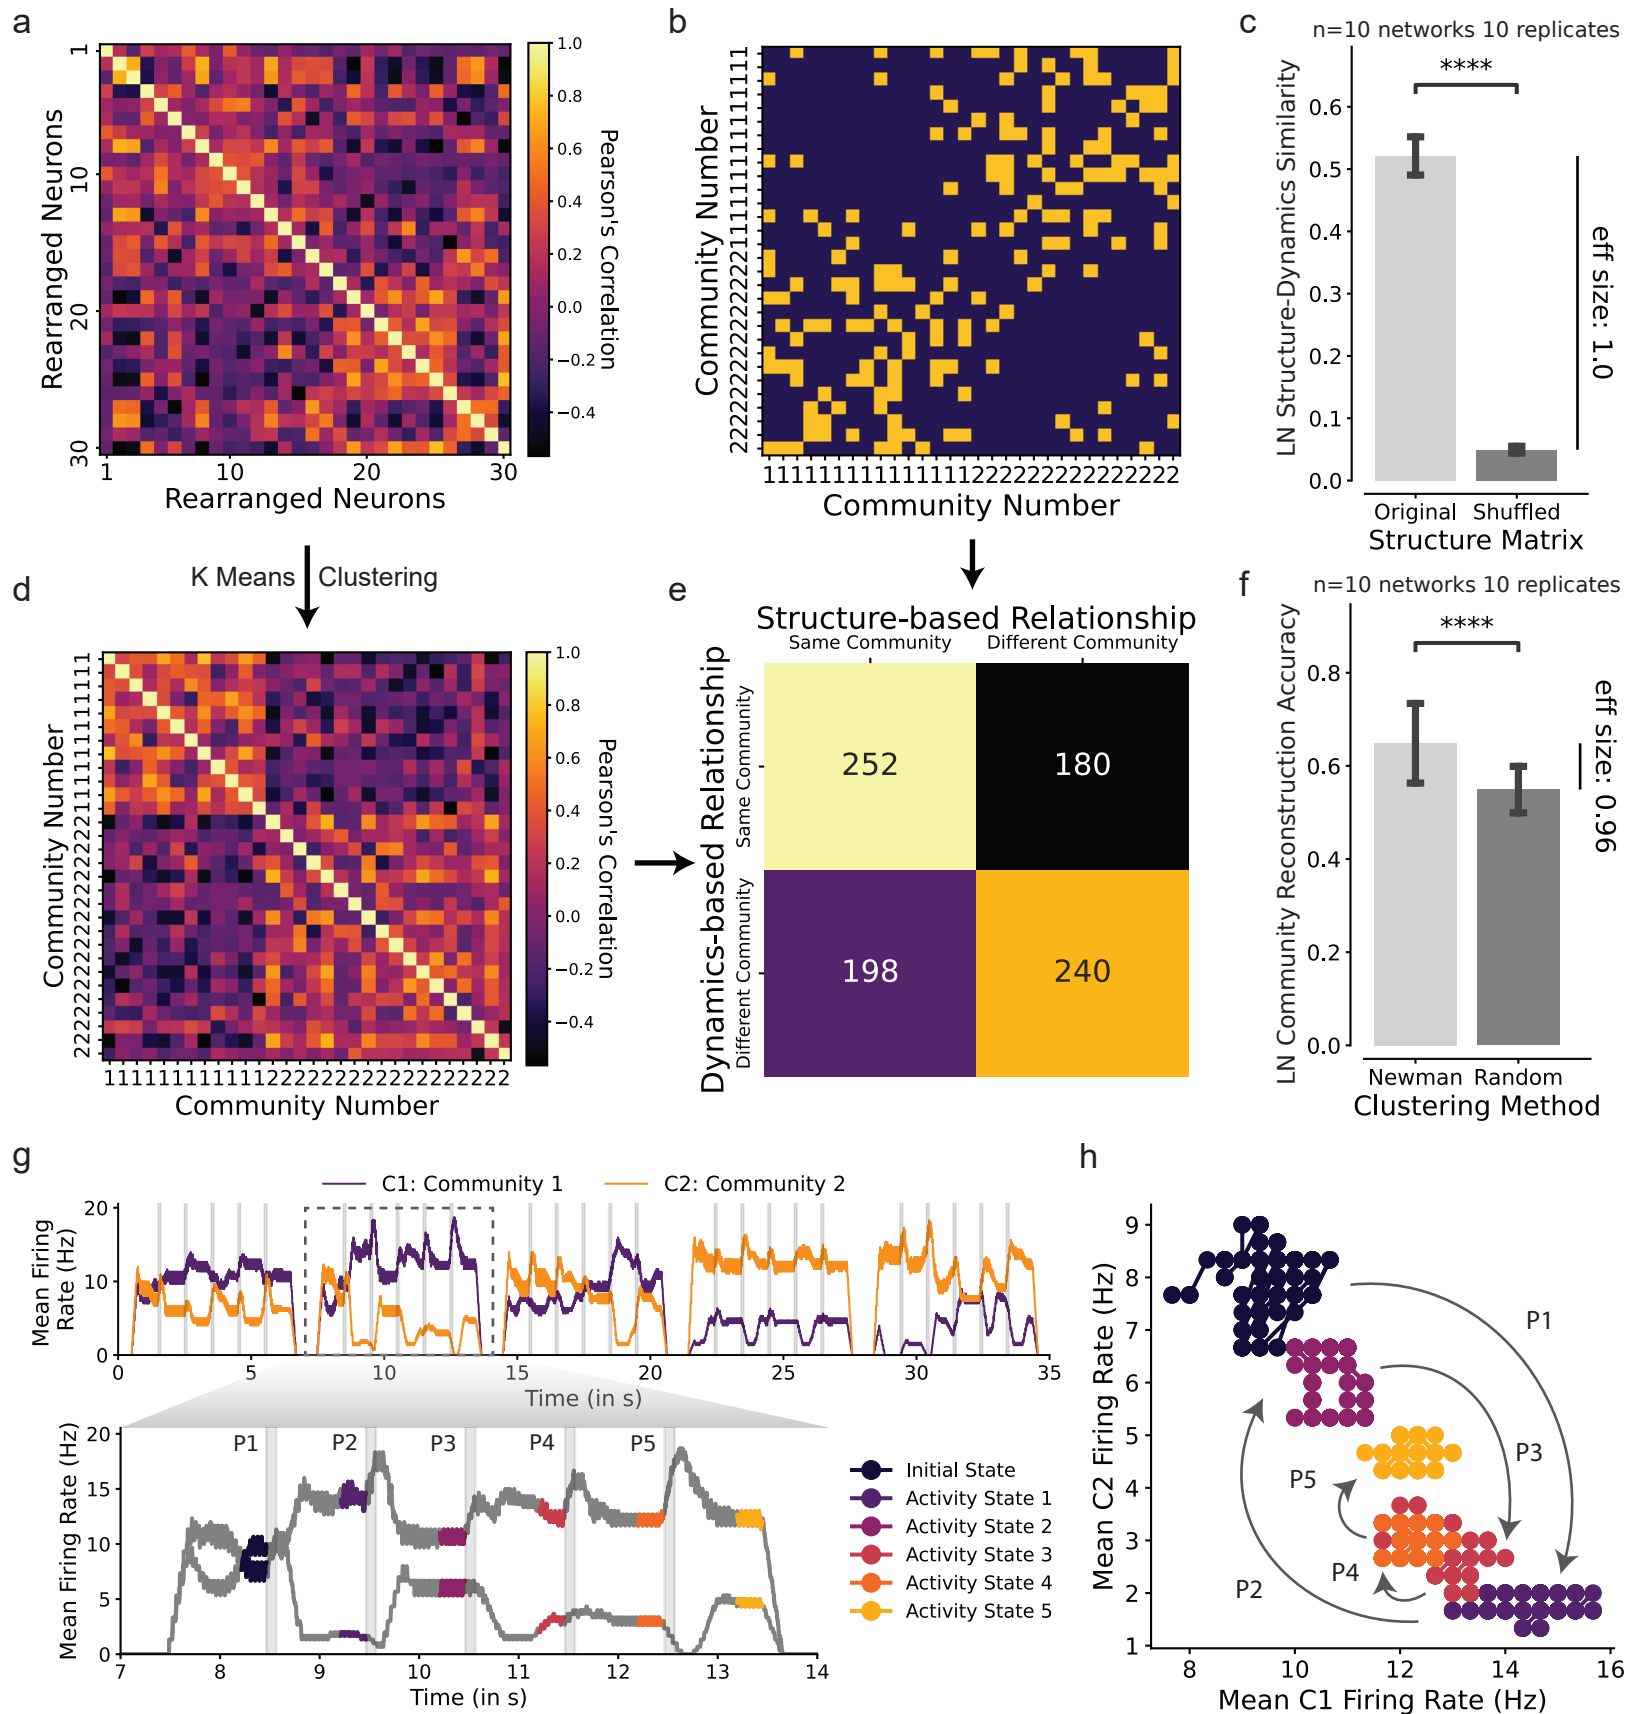 a
1
10
20
30
Rearranged Neurons
1
10
20
30
Rearranged Neurons
1.0
0.8
0.6
0.4
0.2
0.0
−0.2
−0.4
Pearson's Correlation
b
Community Number
Community Number
c
n=10 networks 10 replicates
****
0.6
0.5
0.4
0.3
0.2
0.1
0.0
LN Structure-Dynamics Similarity
eff size: 1.0
Original Shuffled
Structure Matrix
K Means Clustering
d
Community Number
Community Number
1.0
0.8
0.6
0.4
0.2
0.0
−0.2
−0.4
Pearson's Correlation
e
Structure-based Relationship
Same Community Different Community
Dynamics-based Relationship
Same Community
Different Community
252 180
198 240
f
n=10 networks 10 replicates
****
0.8
0.6
0.4
0.2
0.0
LN Community Reconstruction Accuracy
eff size: 0.96
Newman Random
Clustering Method
g
C1: Community 1 C2: Community 2
20
10
0
Mean Firing
Rate (Hz)
0 5 10 15 20 25 30 35
Time (in s)
20
15
10
5
0
Mean Firing Rate (Hz)
P1 P2 P3 P4 P5
7 8 9 10 11 12 13 14
Time (in s)
Initial State
Activity State 1
Activity State 2
Activity State 3
Activity State 4
Activity State 5
h
9
8
7
6
5
4
3
2
1
Mean C2 Firing Rate (Hz)
P1
P3
P5
P4
P2
8 10 12 14 16
Mean C1 Firing Rate (Hz)